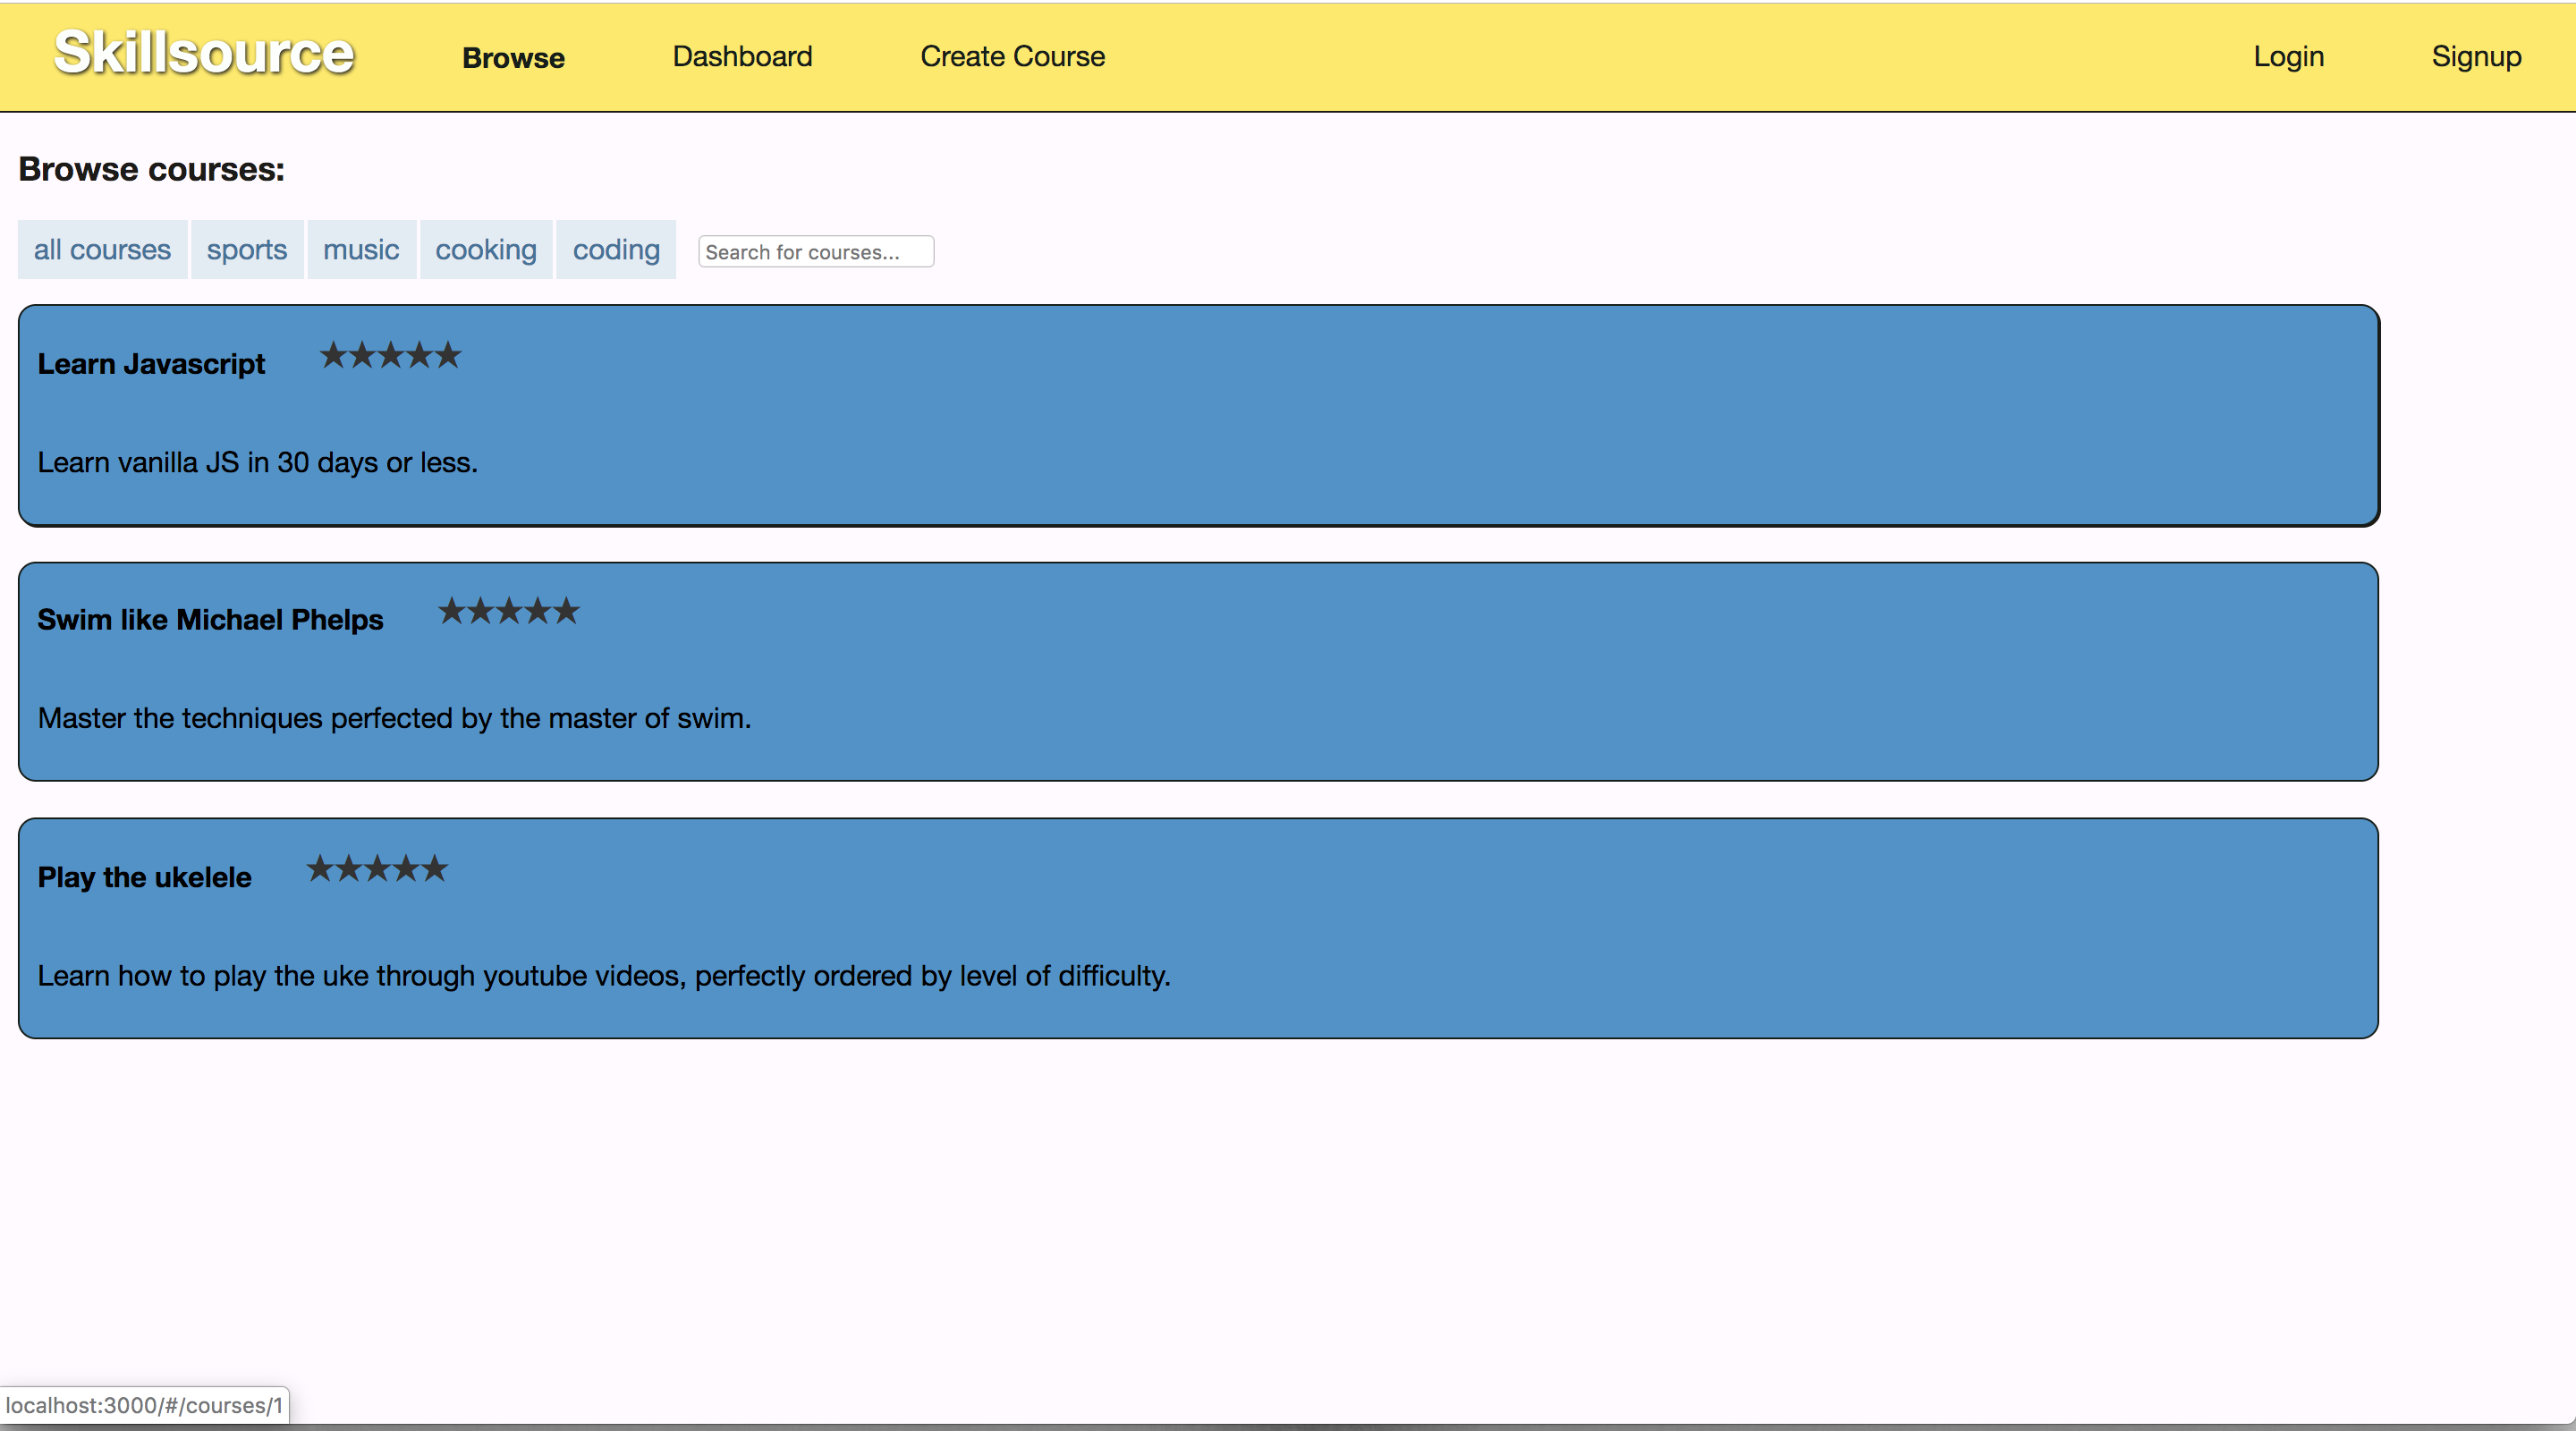 Skillsource Browse Dashboard Create Course Login Signup
Browse courses:
all courses sports music cooking coding Search for courses...
Learn Javascript ★★★★★
Learn vanilla JS in 30 days or less.
Swim like Michael Phelps ★★★★★
Master the techniques perfected by the master of swim.
Play the ukelele ★★★★★
Learn how to play the uke through youtube videos, perfectly ordered by level of difficulty.
localhost:3000/#/courses/1